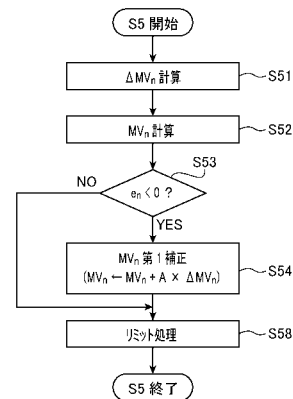 S5 開始
ΔMVn 計算
S51
MVn 計算
S52
S53
en < 0 ?
NO
YES
MVn 第1補正
(MVn ← MVn + A × ΔMVn)
S54
リミット処理
S58
S5 終了